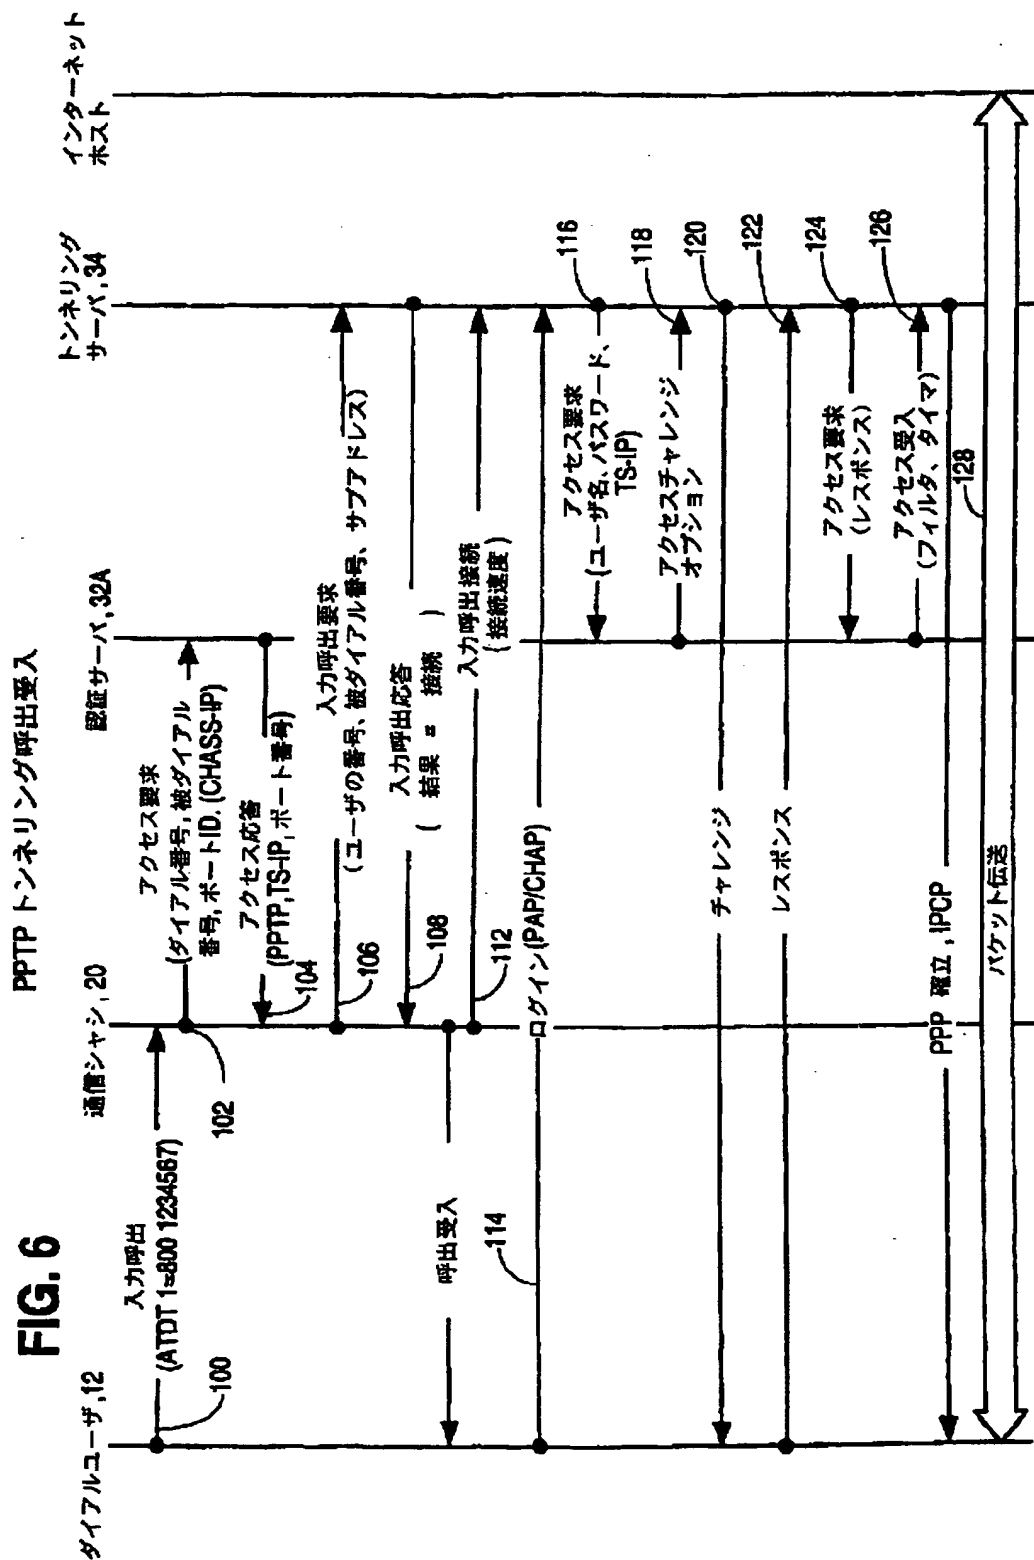 FIG. 6
PPTP トンネリング呼出受入
ダイアルユーザ,12
通信シャシ, 20
認証サーバ, 32A
トンネリング
サーバ, 34
インターネット
ホスト
入力呼出
(ATDT 1=800 1234567)
100
102
アクセス要求
(ダイアル番号, 被ダイアル
番号, ポートID. (CHASS-IP)
アクセス応答
(PPTP,TS-IP, ポート番号)
104
入力呼出要求
(ユーザの番号、被ダイアル番号、サブアドレス)
106
入力呼出応答
( 結果 = 接続 )
108
呼出受入
入力呼出接続
(接続速度)
112
ログイン(PAP/CHAP)
114
116
アクセス要求
(ユーザ名、パスワード、
TS-IP)
118
アクセスチャレンジ
オプション
120
チャレンジ
122
レスポンス
124
アクセス要求
(レスポンス)
126
アクセス受入
(フィルタ、タイマ)
PPP 確立 , IPCP
128
パケット伝送